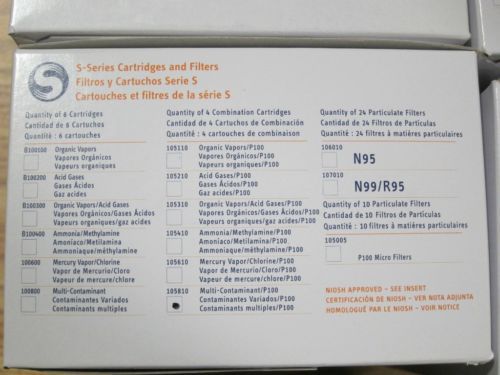 S-Series Cartridges and Filters
Filtros y Cartuchos Serie S
Cartouches et filtres de la série S
Quantity of 6 Cartridges
Cantidad de 6 Cartuchos
Quantité : 6 cartouches
B100100 Organic Vapors
Vapores Orgánicos
Vapeurs organiques
B100200 Acid Gases
Gases Ácidos
Gaz acides
B100300 Organic Vapors/Acid Gases
Vapores Orgánicos/Gases Ácidos
Vapeurs organiques/gaz acides
B100400 Ammonia/Methylamine
Amoniaco/Metilamina
Ammoniaque/méthylamine
100600 Mercury Vapor/Chlorine
Vapor de Mercurio/Cloro
Vapeur de mercure/chlore
100800 Multi-Contaminant
Contaminantes Variados
Contaminants multiples
Quantity of 4 Combination Cartridges
Cantidad de 4 Cartuchos de Combinación
Quantité : 4 cartouches de combinaison
105110 Organic Vapors/P100
Vapores Orgánicos/P100
Vapeurs organiques/P100
105210 Acid Gases/P100
Gases Ácidos/P100
Gaz acides/P100
105310 Organic Vapors/Acid Gases/P100
Vapores Orgánicos/Gases Ácidos/P100
Vapeurs organiques/gaz acides/P100
105410 Ammonia/Methylamine/P100
Amoniaco/Metilamina/P100
Ammoniaque/méthylamine/P100
105610 Mercury Vapor/Chlorine/P100
Vapor de Mercurio/Cloro/P100
Vapeur de mercure/chlore/P100
105810 Multi-Contaminant/P100
Contaminantes Variados/P100
Contaminants multiples/P100
Quantity of 24 Particulate Filters
Cantidad de 24 Filtros de Partículas
Quantité : 24 filtres à matières particulaires
106010
N95
107010
N99/R95
Quantity of 10 Particulate Filters
Cantidad de 10 Filtros de Partículas
Quantité : 10 filtres à matières particulaires
105005
P100 Micro Filters
NIOSH APPROVED - SEE INSERT
CERTIFICACIÓN DE NIOSH - VER NOTA ADJUNTA
HOMOLOGUÉ PAR LE NIOSH - VOIR NOTICE